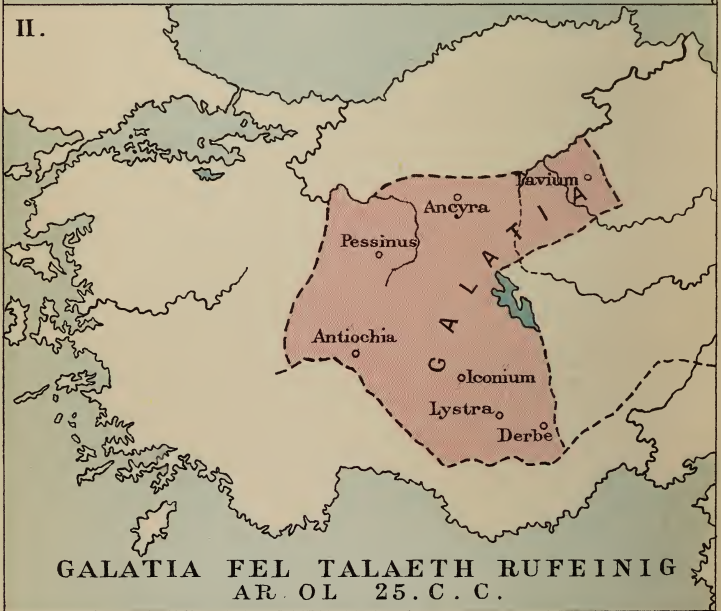 II.
Tavium
Ancyra
Pessinus
GALATIA
Antiochia
Iconium
Lystra
Derbe
GALATIA FEL TALAETH RUFEINIG
AR OL 25. C. C.